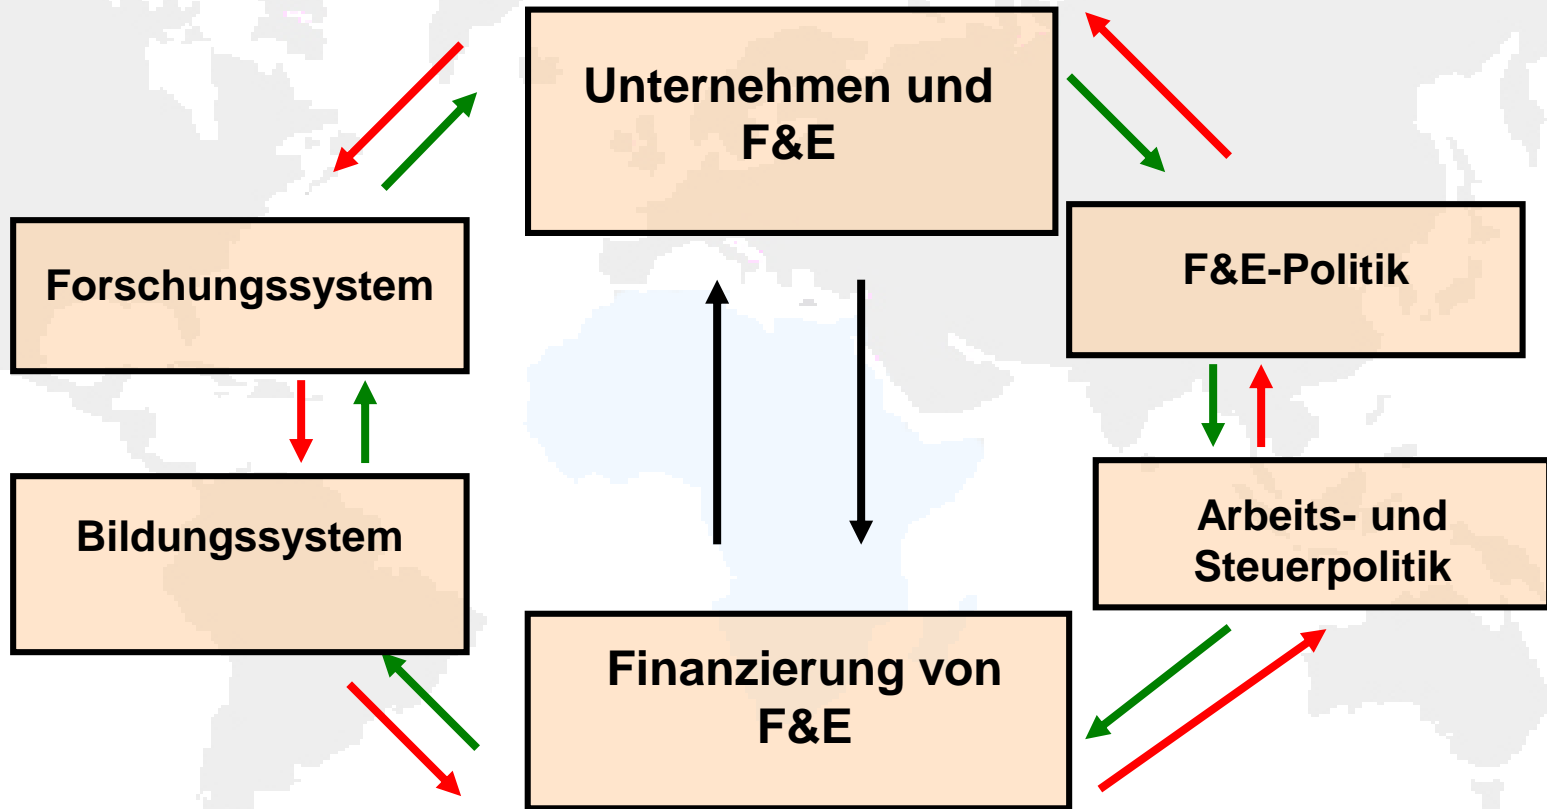 Unternehmen und
F&E
Forschungssystem
F&E-Politik
Bildungssystem
Arbeits- und
Steuerpolitik
Finanzierung von
F&E